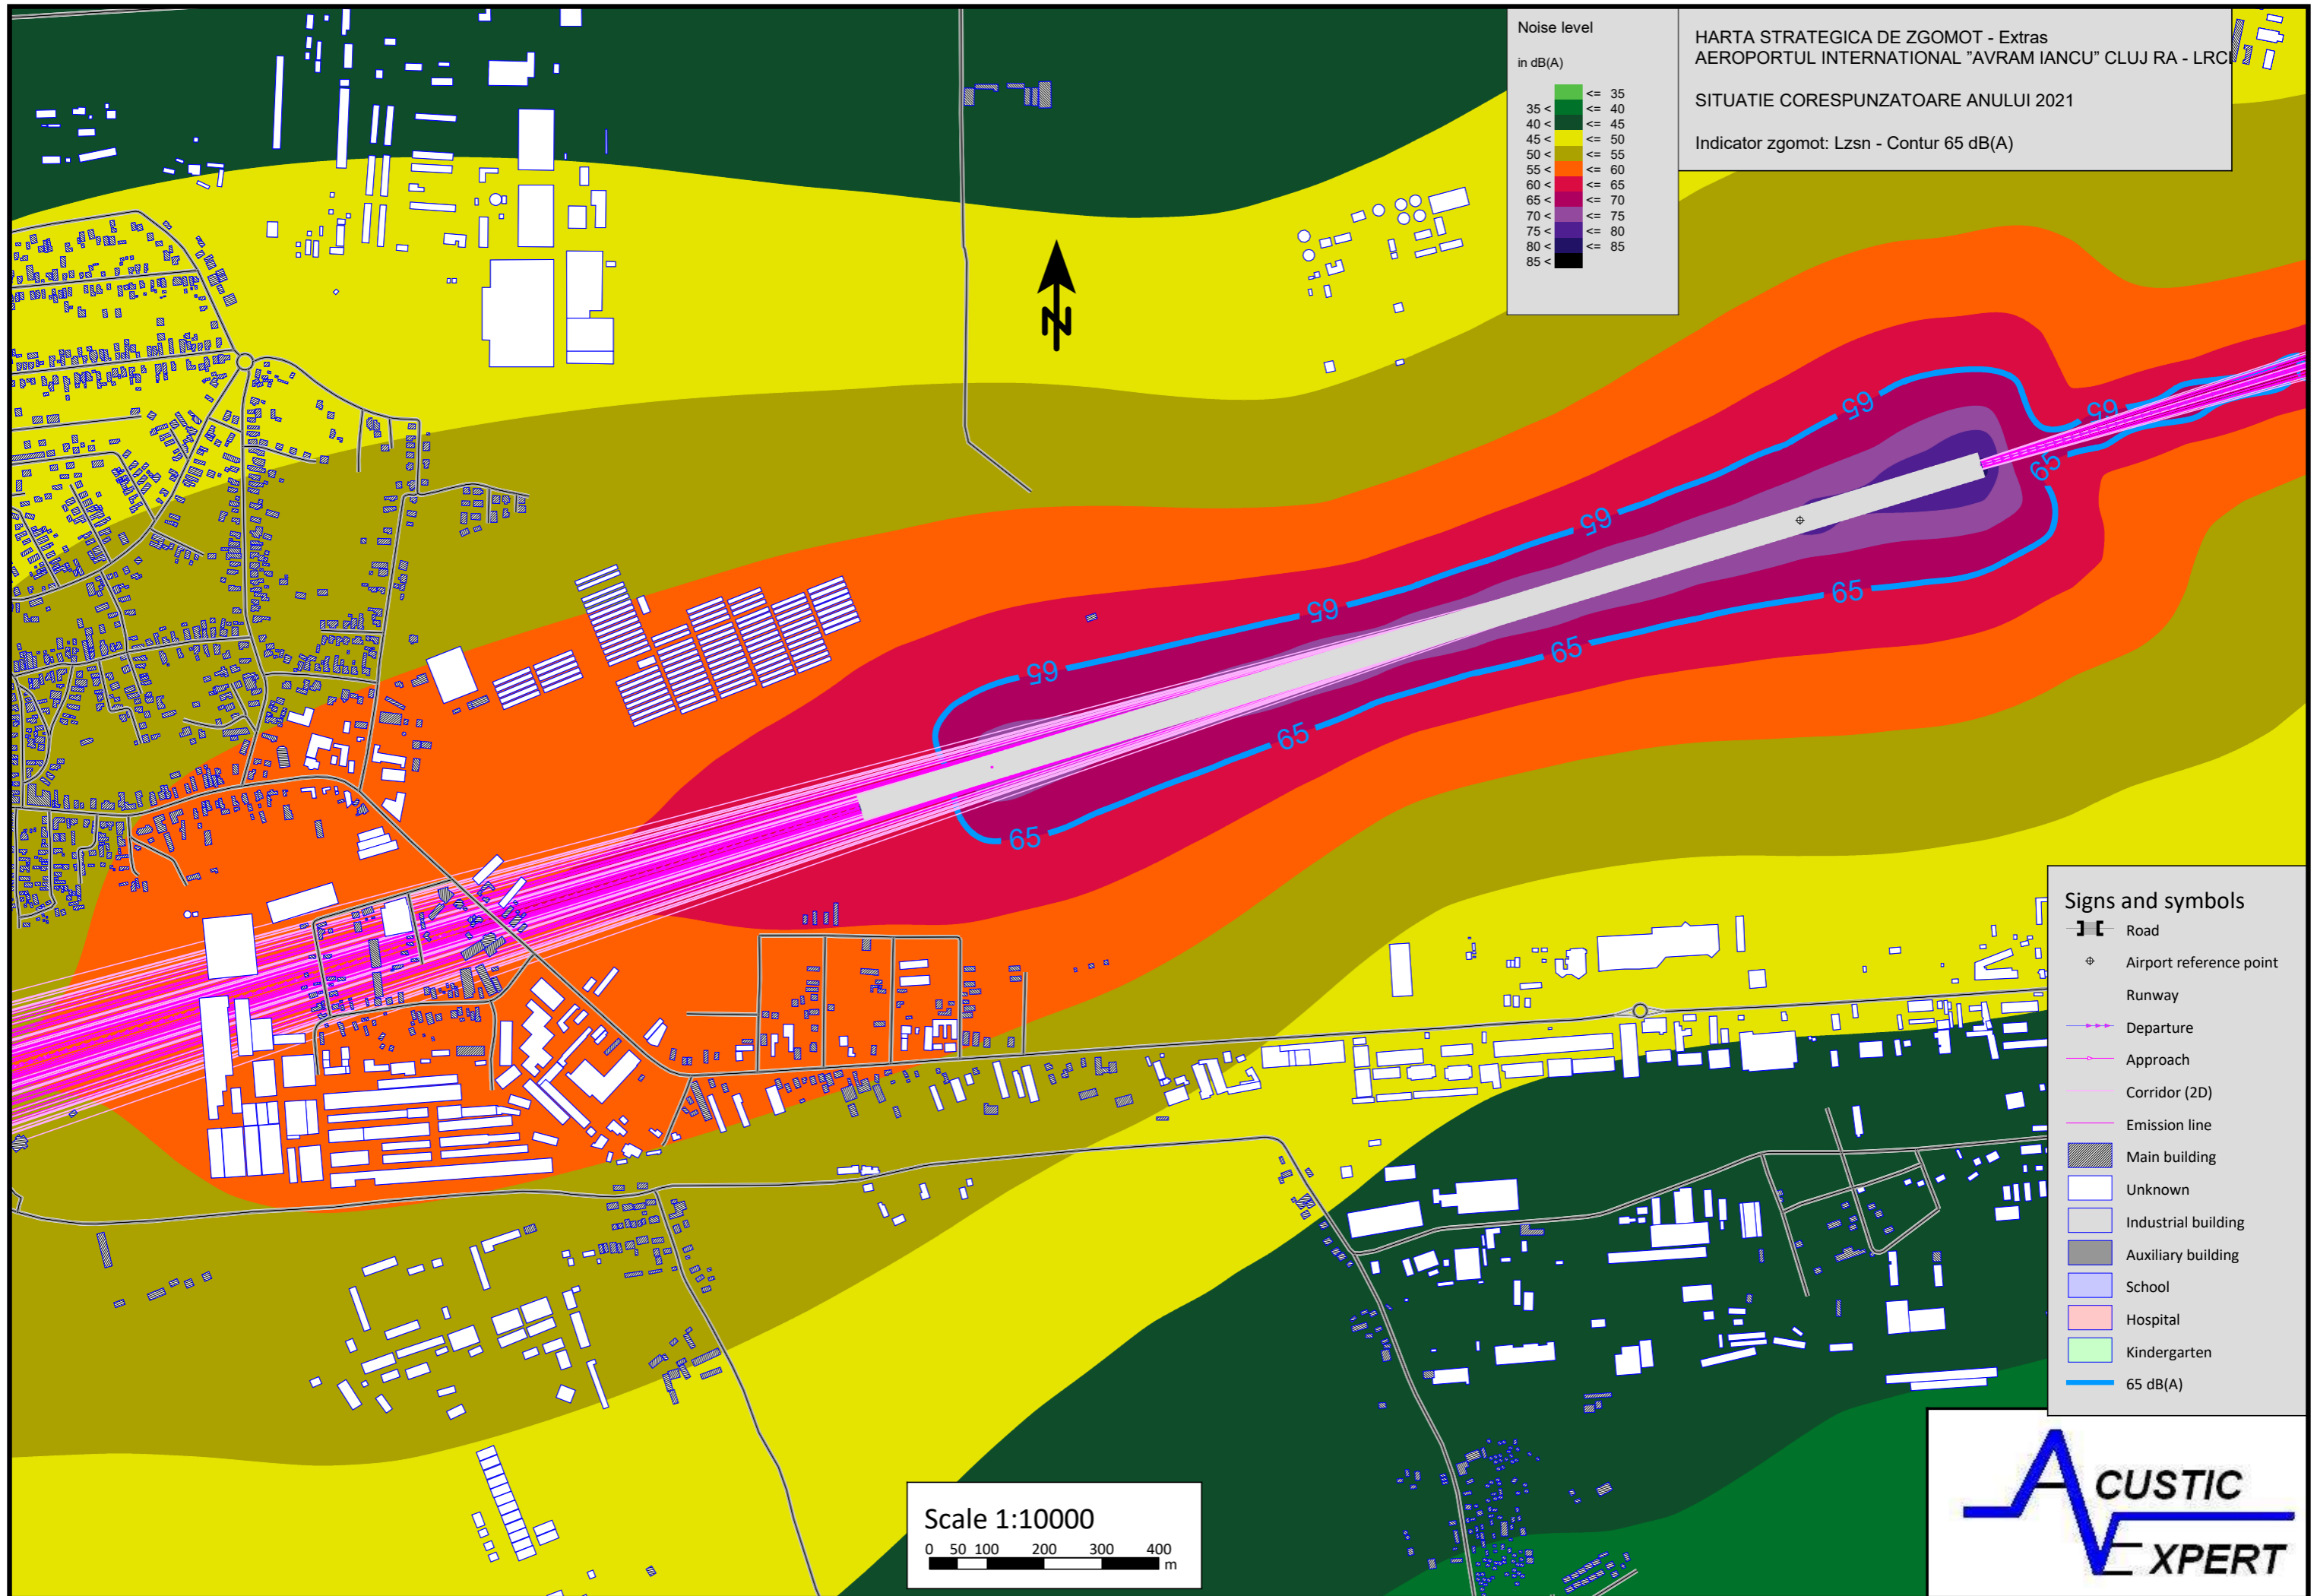 Noise level
in dB(A)
<= 35
35 < <= 40
40 < <= 45
45 < <= 50
50 < <= 55
55 < <= 60
60 < <= 65
65 < <= 70
70 < <= 75
75 < <= 80
80 < <= 85
85 <
HARTA STRATEGICA DE ZGOMOT - Extras
AEROPORTUL INTERNATIONAL "AVRAM IANCU" CLUJ RA - LRCL
SITUATIE CORESPUNZATOARE ANULUI 2021
Indicator zgomot: Lzsn - Contur 65 dB(A)
N
65
65
65
65
65
65
65
65
65
65
Signs and symbols
Road
Airport reference point
Runway
Departure
Approach
Corridor (2D)
Emission line
Main building
Unknown
Industrial building
Auxiliary building
School
Hospital
Kindergarten
65 dB(A)
Scale 1:10000
0 50 100 200 300 400
m
ACUSTIC
EXPERT